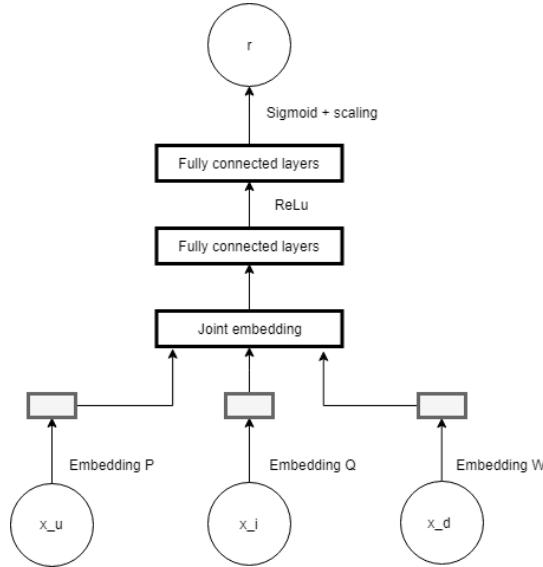 r
Sigmoid + scaling
Fully connected layers
ReLu
Fully connected layers
Joint embedding
Embedding P
Embedding Q
Embedding W
x_u
x_i
x_d